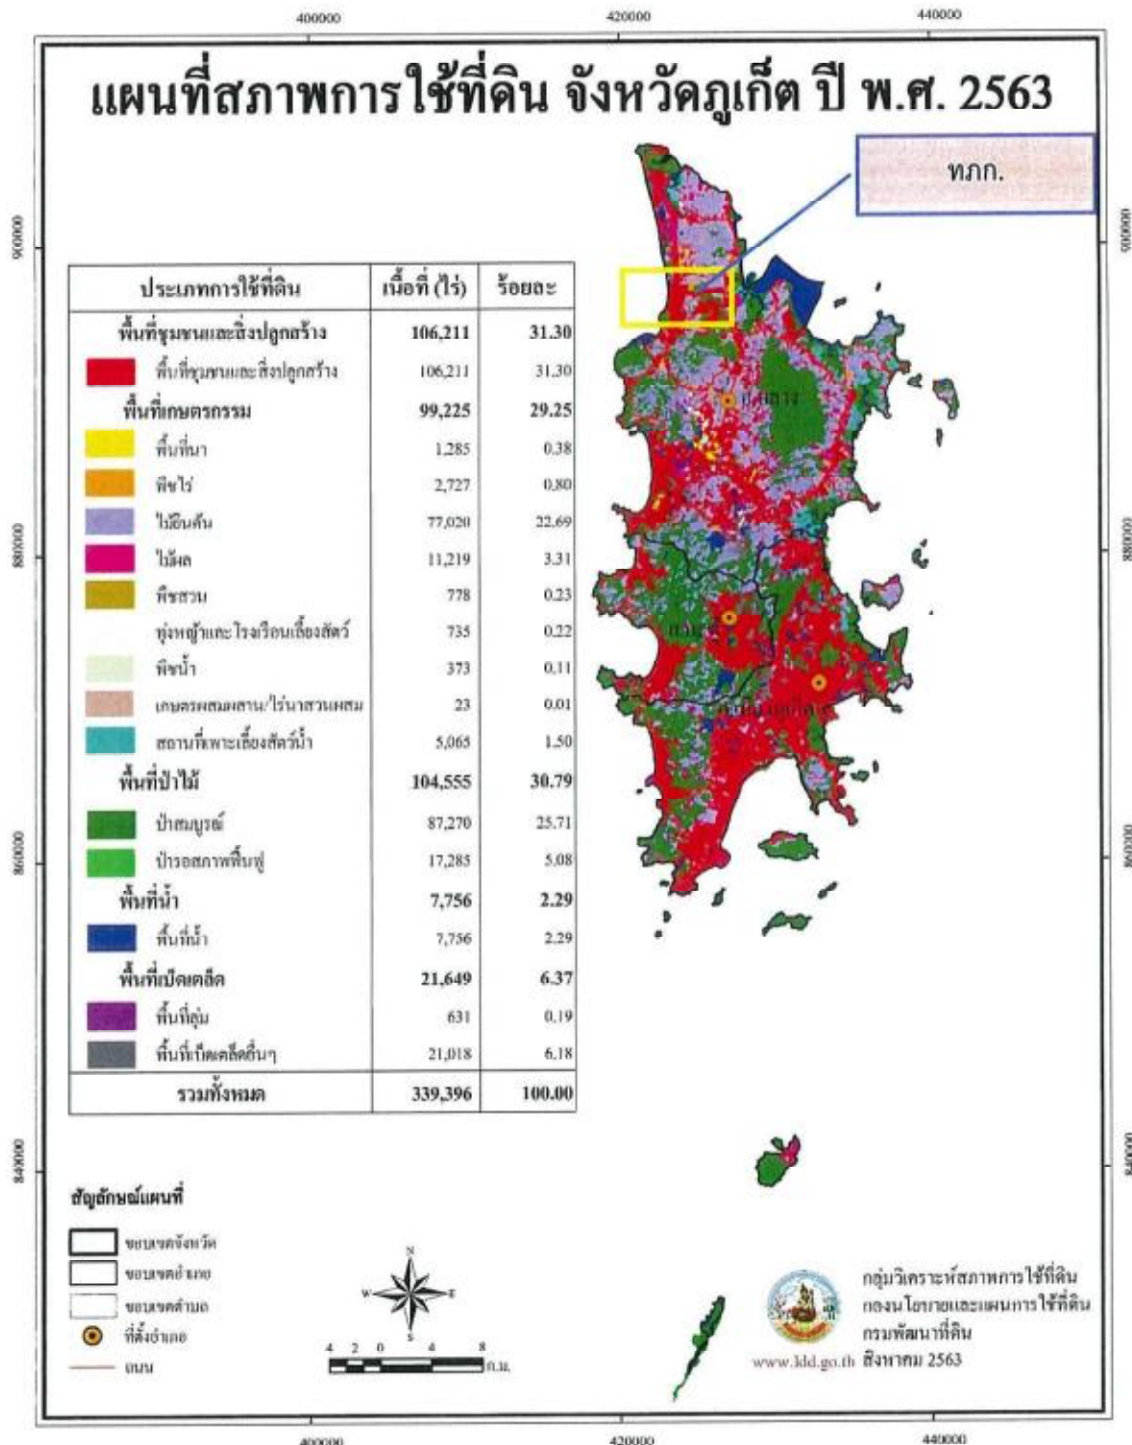 400000 420000 440000
แผนที่สภาพการใช้ที่ดิน จังหวัดภูเก็ต ปี พ.ศ. 2563
ทภก.
900000 900000
ประเภทการใช้ที่ดิน เนื้อที่ (ไร่) ร้อยละ
พื้นที่ชุมชนและสิ่งปลูกสร้าง 106,211 31.30
พื้นที่ชุมชนและสิ่งปลูกสร้าง 106,211 31.30
พื้นที่เกษตรกรรม 99,225 29.25
พื้นที่นา 1,285 0.38
พืชไร่ 2,727 0.80
ไม้ยืนต้น 77,020 22.69
ไม้ผล 11,219 3.31
พืชสวน 778 0.23
ทุ่งหญ้าและโรงเรือนเลี้ยงสัตว์ 735 0.22
พืชน้ำ 373 0.11
เกษตรผสมผสาน/ไร่นาสวนผสม 23 0.01
สถานที่เพาะเลี้ยงสัตว์น้ำ 5,065 1.50
พื้นที่ป่าไม้ 104,555 30.79
ป่าสมบูรณ์ 87,270 25.71
ป่ารอสภาพฟื้นฟู 17,285 5.08
พื้นที่น้ำ 7,756 2.29
พื้นที่น้ำ 7,756 2.29
พื้นที่เบ็ดเตล็ด 21,649 6.37
พื้นที่ลุ่ม 631 0.19
พื้นที่เบ็ดเตล็ดอื่นๆ 21,018 6.18
รวมทั้งหมด 339,396 100.00
880000 880000
860000 860000
840000 840000
สัญลักษณ์แผนที่
ขอบเขตจังหวัด
ขอบเขตอำเภอ
ขอบเขตตำบล
ที่ตั้งอำเภอ
ถนน
N
W E
S
4 2 0 4 8
ก.ม.
กลุ่มวิเคราะห์สภาพการใช้ที่ดิน
กองนโยบายและแผนการใช้ที่ดิน
กรมพัฒนาที่ดิน
www.ldd.go.th สิงหาคม 2563
400000 420000 440000